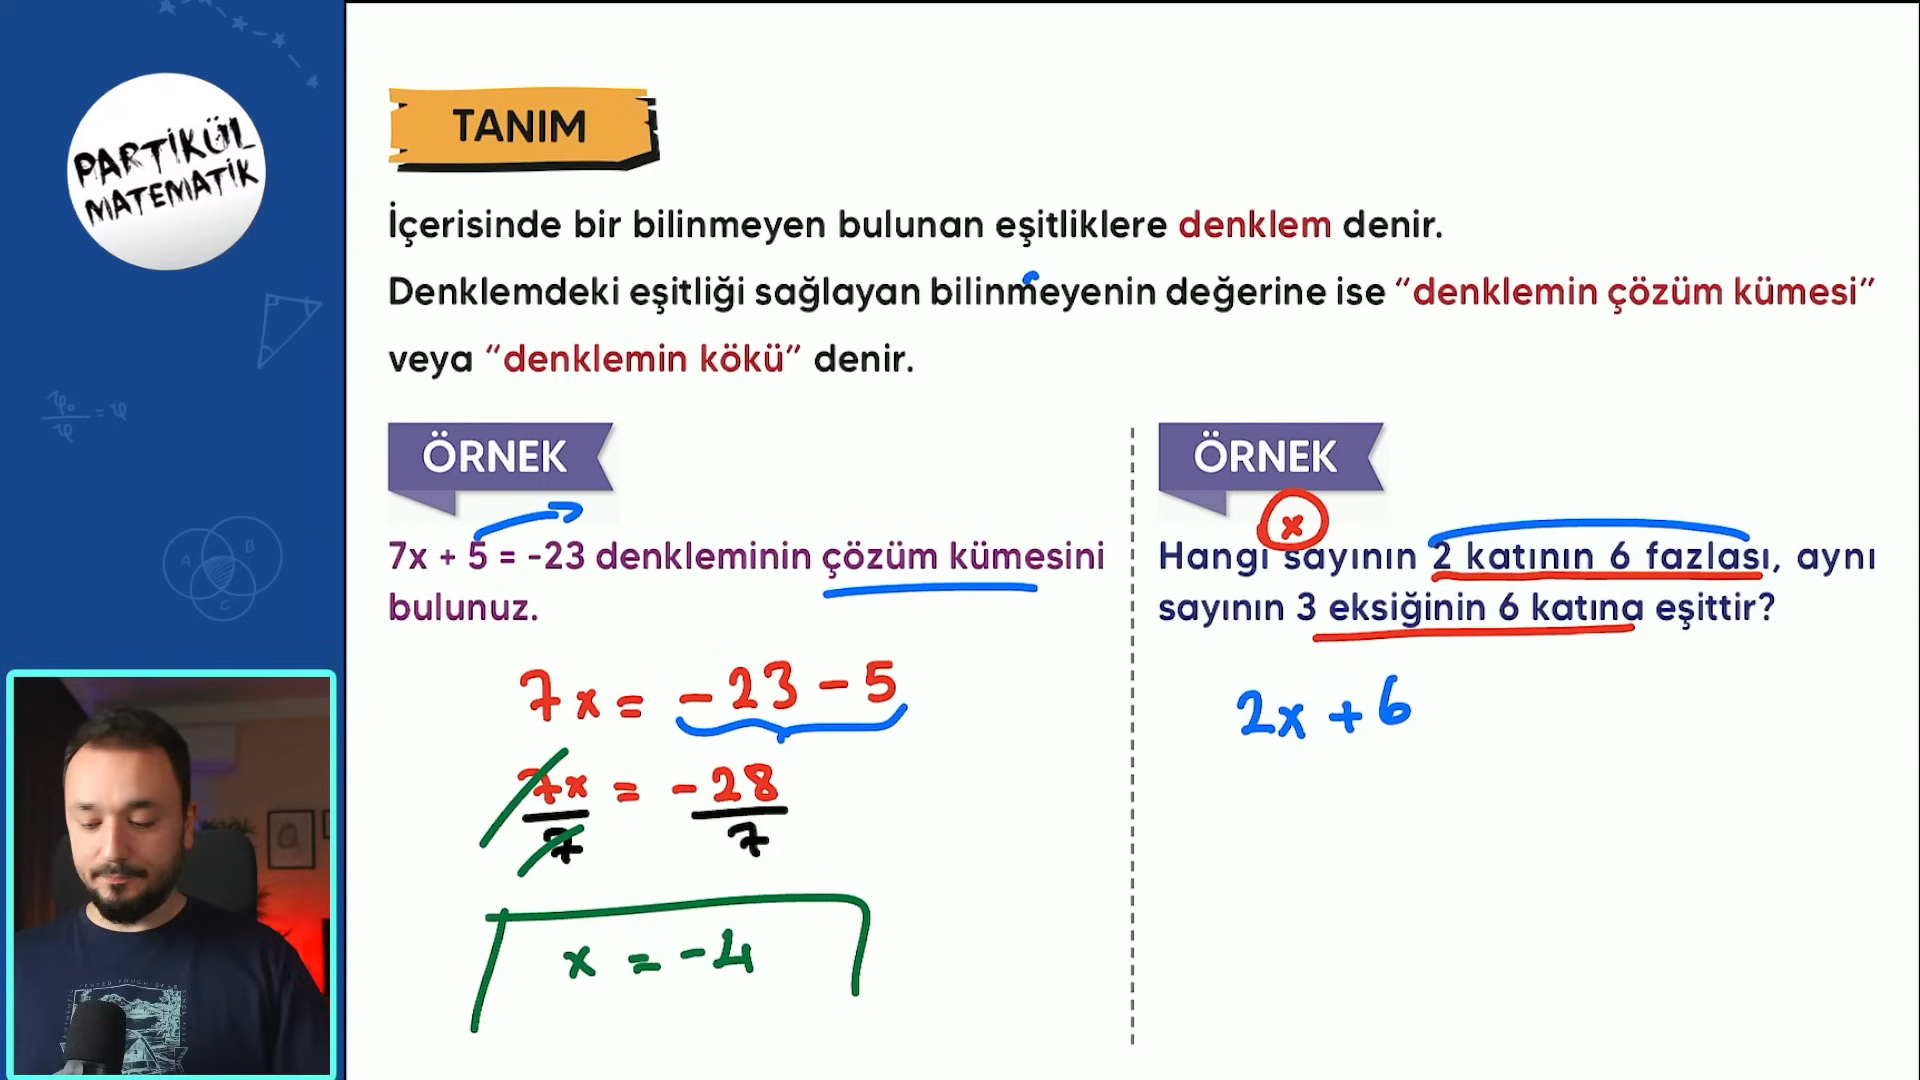 PARTİKÜL
MATEMATİK
TANIM
İçerisinde bir bilinmeyen bulunan eşitliklere denklem denir.
Denklemdeki eşitliği sağlayan bilinmeyenin değerine ise “denklemin çözüm kümesi”
veya “denklemin kökü” denir.
ÖRNEK
7x + 5 = -23 denkleminin çözüm kümesini
bulunuz.
7x = -23 - 5
7x = -28
7 7
x = -4
ÖRNEK
x
Hangi sayının 2 katının 6 fazlası, aynı
sayının 3 eksiğinin 6 katına eşittir?
2x + 6
A B
C